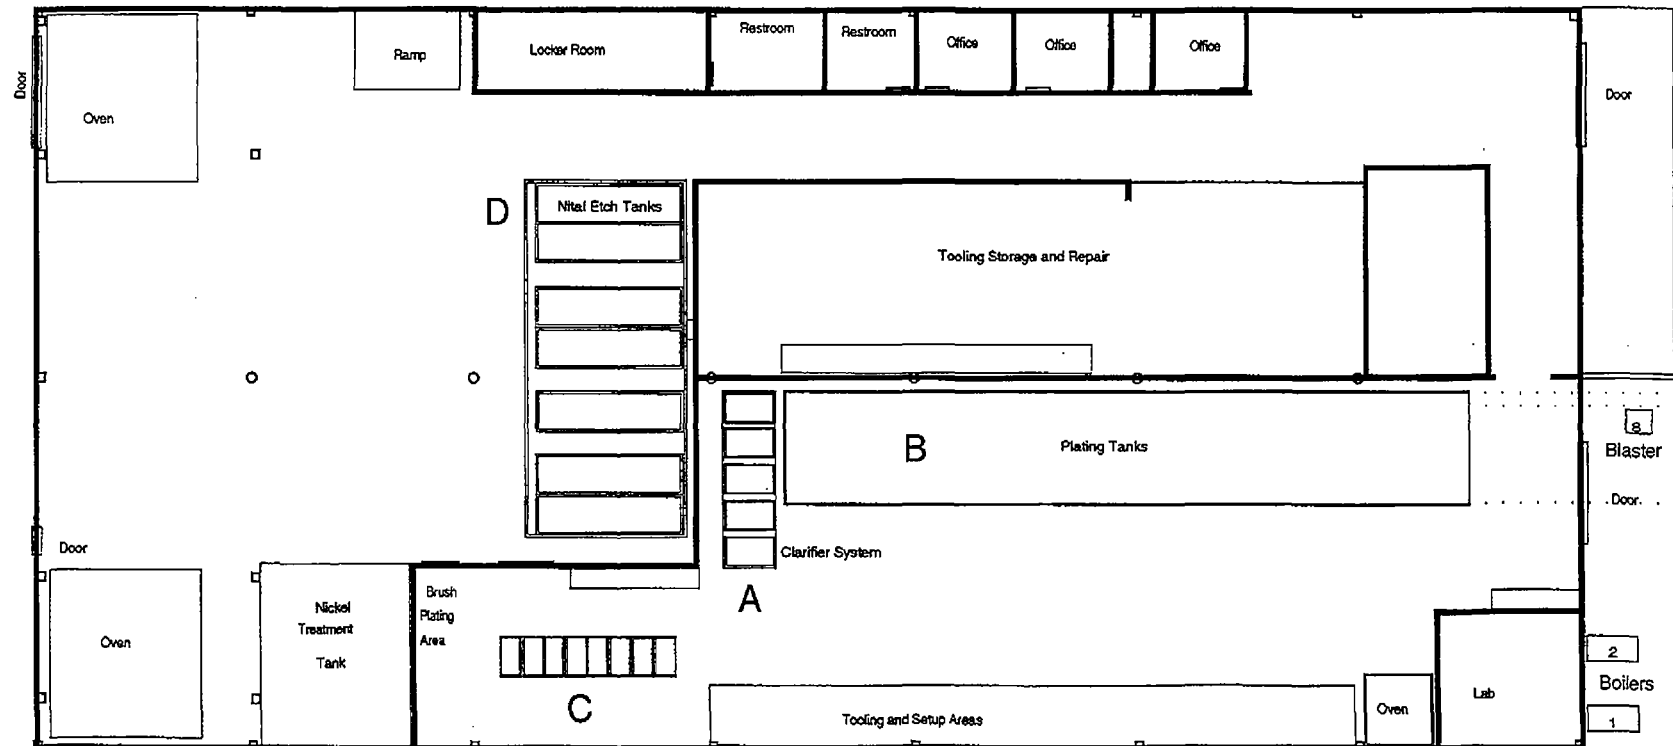 Door
Oven
Ramp
Locker Room
Restroom
Restroom
Office
Office
Office
Door
D
Nital Etch Tanks
Tooling Storage and Repair
B
Plating Tanks
8
Blaster
Door
Door
Clarifier System
A
Oven
Nickel
Treatment
Tank
Brush
Plating
Area
C
Tooling and Setup Areas
Oven
Lab
2
Boilers
1